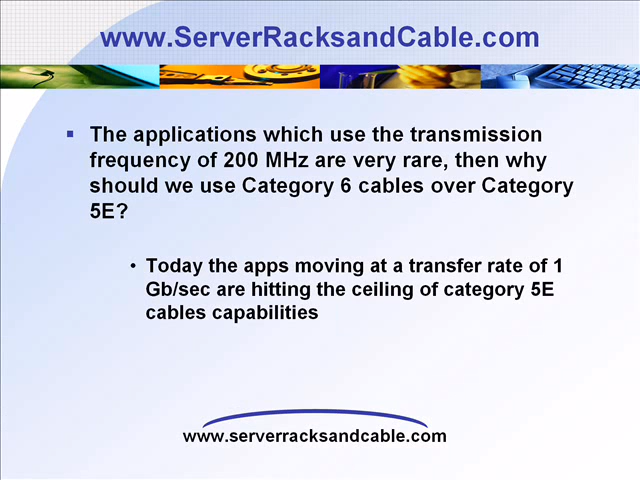 www.ServerRacksandCable.com
The applications which use the transmission
frequency of 200 MHz are very rare, then why
should we use Category 6 cables over Category
5E?
Today the apps moving at a transfer rate of 1
Gb/sec are hitting the ceiling of category 5E
cables capabilities
www.serverracksandcable.com